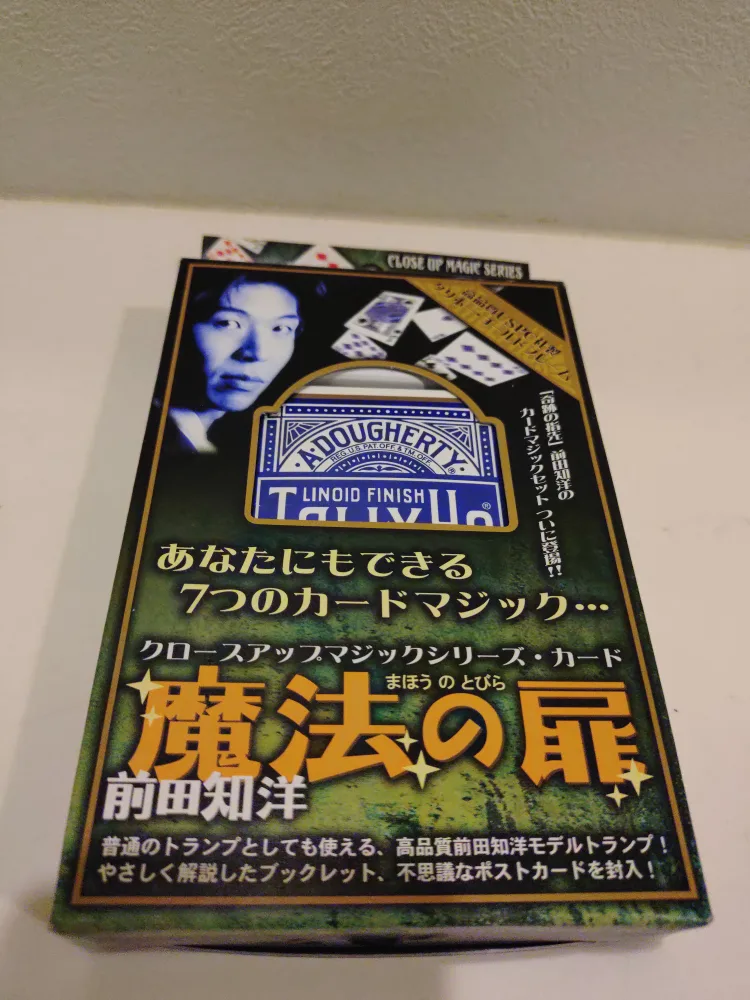 CLOSE UP MAGIC SERIES
【奇跡の指先】前田知洋の
カードマジックセット ついに登場!!
A.DOUGHERTY®
REG. U.S. PAT. OFF. & TM. OFF.
LINOID FINISH
TALLYHO®
あなたにもできる
7つのカードマジック…
クロースアップマジックシリーズ・カード
まほう の とびら
魔法の扉
前田知洋
普通のトランプとしても使える、高品質前田知洋モデルトランプ!
やさしく解説したブックレット、不思議なポストカードを封入!